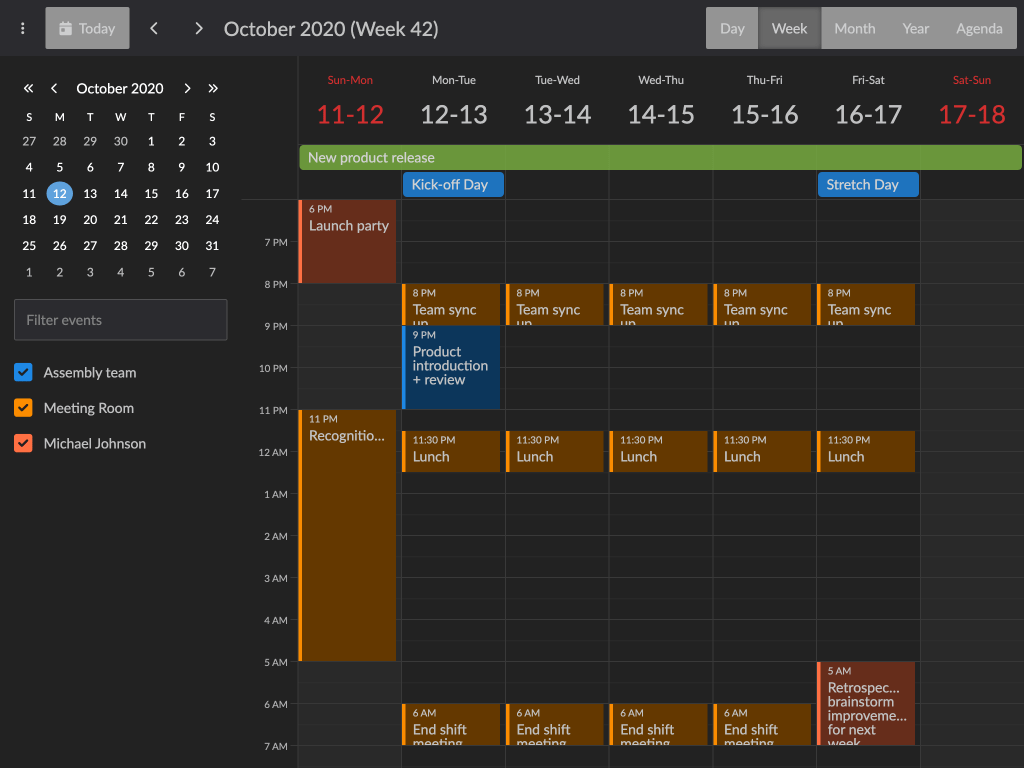 Today
October 2020 (Week 42)
Day Week Month Year Agenda
October 2020
S M T W T F S
27 28 29 30 1 2 3
4 5 6 7 8 9 10
11 12 13 14 15 16 17
18 19 20 21 22 23 24
25 26 27 28 29 30 31
1 2 3 4 5 6 7
Filter events
Assembly team
Meeting Room
Michael Johnson
Sun-Mon Mon-Tue Tue-Wed Wed-Thu Thu-Fri Fri-Sat Sat-Sun
11-12 12-13 13-14 14-15 15-16 16-17 17-18
New product release
Kick-off Day Stretch Day
6 PM
Launch party
7 PM
8 PM
8 PM 8 PM 8 PM 8 PM 8 PM
Team sync Team sync Team sync Team sync Team sync
up up up up up
9 PM
9 PM
Product
introduction
+ review
10 PM
11 PM
11 PM
Recognitio...
11:30 PM 11:30 PM 11:30 PM 11:30 PM 11:30 PM
Lunch Lunch Lunch Lunch Lunch
12 AM
1 AM
2 AM
3 AM
4 AM
5 AM
5 AM
Retrospec...
brainstorm
improveme...
for next
week
6 AM
6 AM 6 AM 6 AM 6 AM
End shift End shift End shift End shift
meeting meeting meeting meeting
7 AM